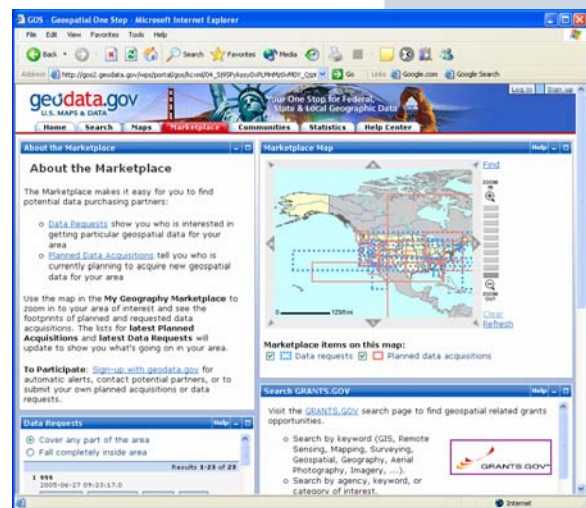 GOS - Geospatial One Stop - Microsoft Internet Explorer
File Edit View Favorites Tools Help
Back Search Favorites Media
Address Go Links Google.com Google Search
Log in Sign up
geodata.gov
U.S. MAPS & DATA
Your One Stop for Federal,
State & Local Geographic Data
Home Search Maps Marketplace Communities Statistics Help Center
About the Marketplace
About the Marketplace
The Marketplace makes it easy for you to find
potential data purchasing partners:
Data Requests show you who is interested in
getting particular geospatial data for your
area
Planned Data Acquisitions tell you who is
currently planning to acquire new geospatial
data for your area
Use the map in the My Geography Marketplace to
zoom in to your area of interest and see the
footprints of planned and requested data
acquisitions. The lists for latest Planned
Acquisitions and latest Data Requests will
update to show you what's going on in your area.
To Participate: Sign-up with geodata.gov for
automatic alerts, contact potential partners, or to
submit your own planned acquisitions or data
requests.
Data Requests Help
Cover any part of the area
Fall completely inside area
Results 1-23 of 23
1 999
2005-04-27 09:23:17.0
Marketplace Map Help
Find
ZOOM
IN
ZOOM
OUT
Clear
Refresh
0 1295mi
Marketplace items on this map:
Data requests Planned data acquisitions
Search GRANTS.GOV Help
Visit the GRANTS.GOV search page to find geospatial related grants
opportunities.
Search by keyword (GIS, Remote
Sensing, Mapping, Surveying,
Geospatial, Geography, Aerial
Photography, Imagery, ...).
Search by agency, keyword, or
category of interest.
GRANTS.GOV
Internet